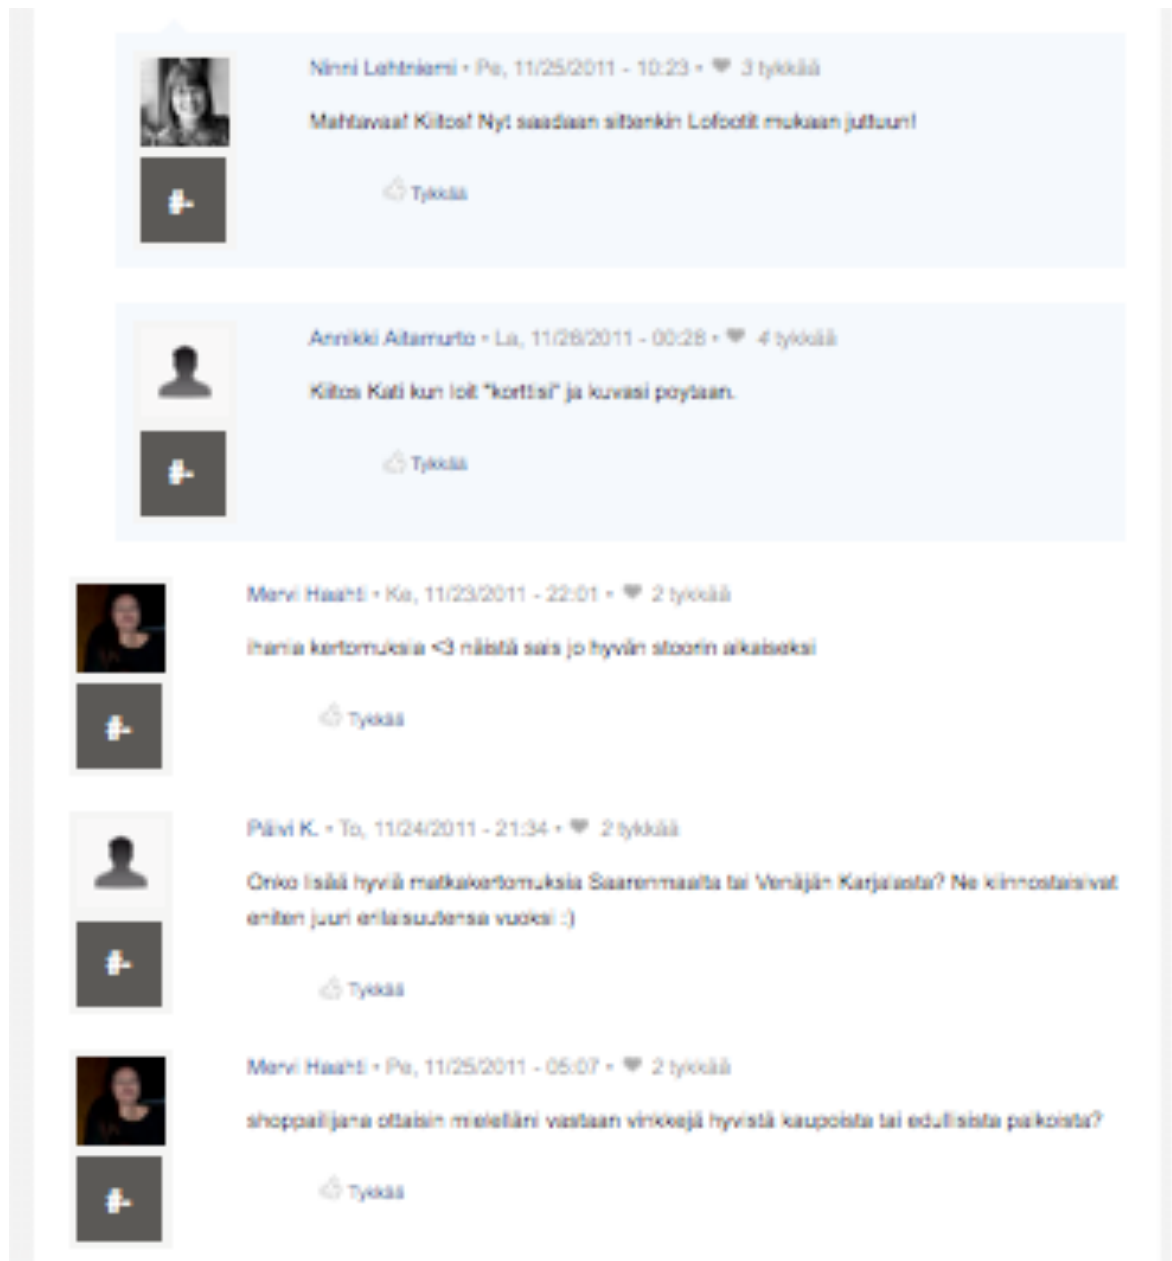 Ninni Lehtniemi • Pe, 11/25/2011 - 10:23 • ♥ 3 tykkää
Mahtavaa! Kiitos! Nyt saadaan sittenkin Lofootit mukaan juttuun!
Tykkää
#-
Annikki Aitamurto • La, 11/26/2011 - 00:28 • ♥ 4 tykkää
Kiitos Kati kun loit "korttisi" ja kuvasi poytaan.
Tykkää
#-
Mervi Haahti • Ke, 11/23/2011 - 22:01 • ♥ 2 tykkää
ihania kertomuksia <3 näistä sais jo hyvän stoorin aikaiseksi
Tykkää
#-
Päivi K. • To, 11/24/2011 - 21:34 • ♥ 2 tykkää
Onko lisää hyviä matkakertomuksia Saarenmaalta tai Venäjän Karjalasta? Ne kiinnostaisivat
eniten juuri erilaisuutensa vuoksi :)
#-
Tykkää
Mervi Haahti • Pe, 11/25/2011 - 05:07 • ♥ 2 tykkää
shoppailijana ottaisin mielelläni vastaan vinkkejä hyvistä kaupoista tai edullisista paikoista?
Tykkää
#-